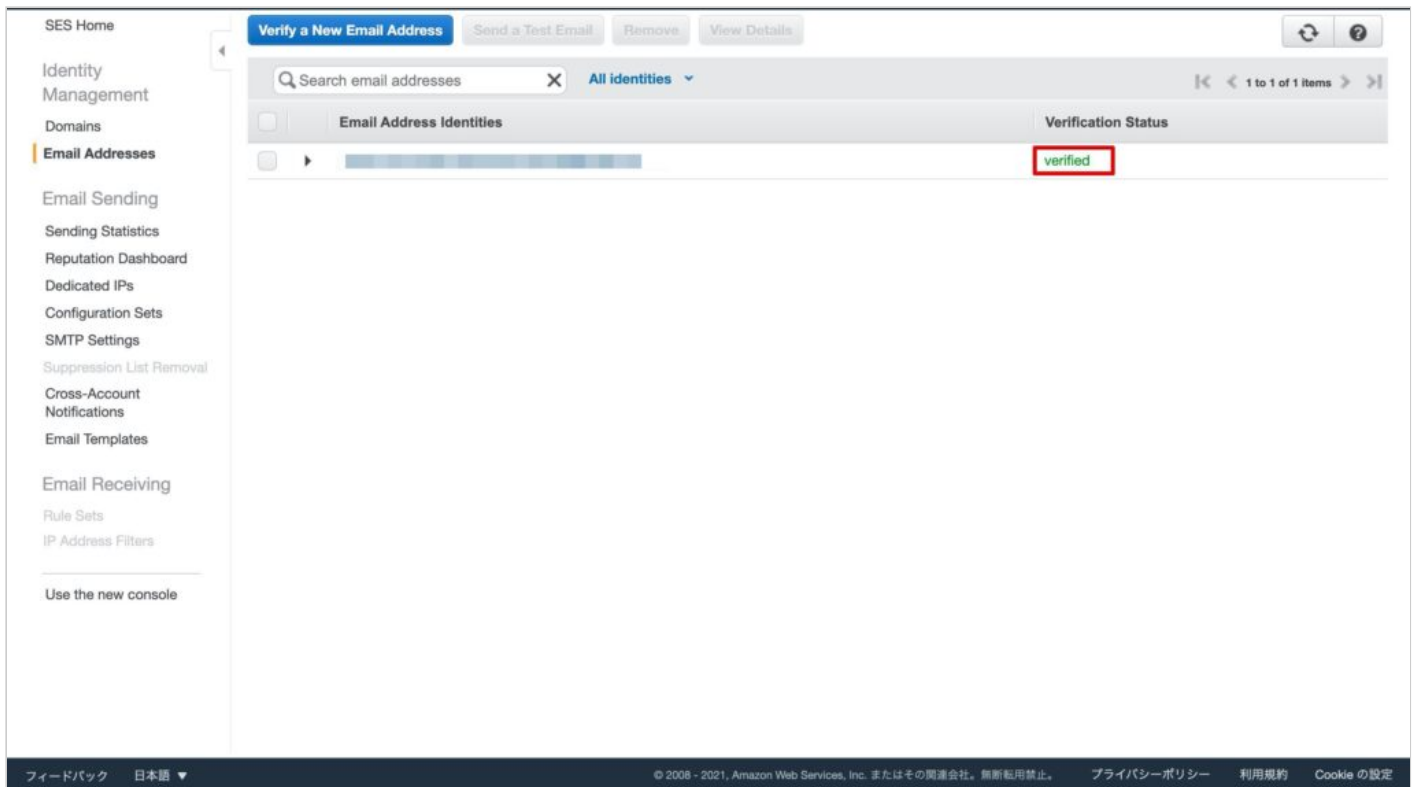 SES Home
Identity
Management
Domains
Email Addresses
Email Sending
Sending Statistics
Reputation Dashboard
Dedicated IPs
Configuration Sets
SMTP Settings
Suppression List Removal
Cross-Account
Notifications
Email Templates
Email Receiving
Rule Sets
IP Address Filters
Use the new console
Verify a New Email Address Send a Test Email Remove View Details
Search email addresses All identities 1 to 1 of 1 items
Email Address Identities Verification Status
verified
フィードバック 日本語 © 2008 - 2021, Amazon Web Services, Inc. またはその関連会社。無断転用禁止。 プライバシーポリシー 利用規約 Cookie の設定